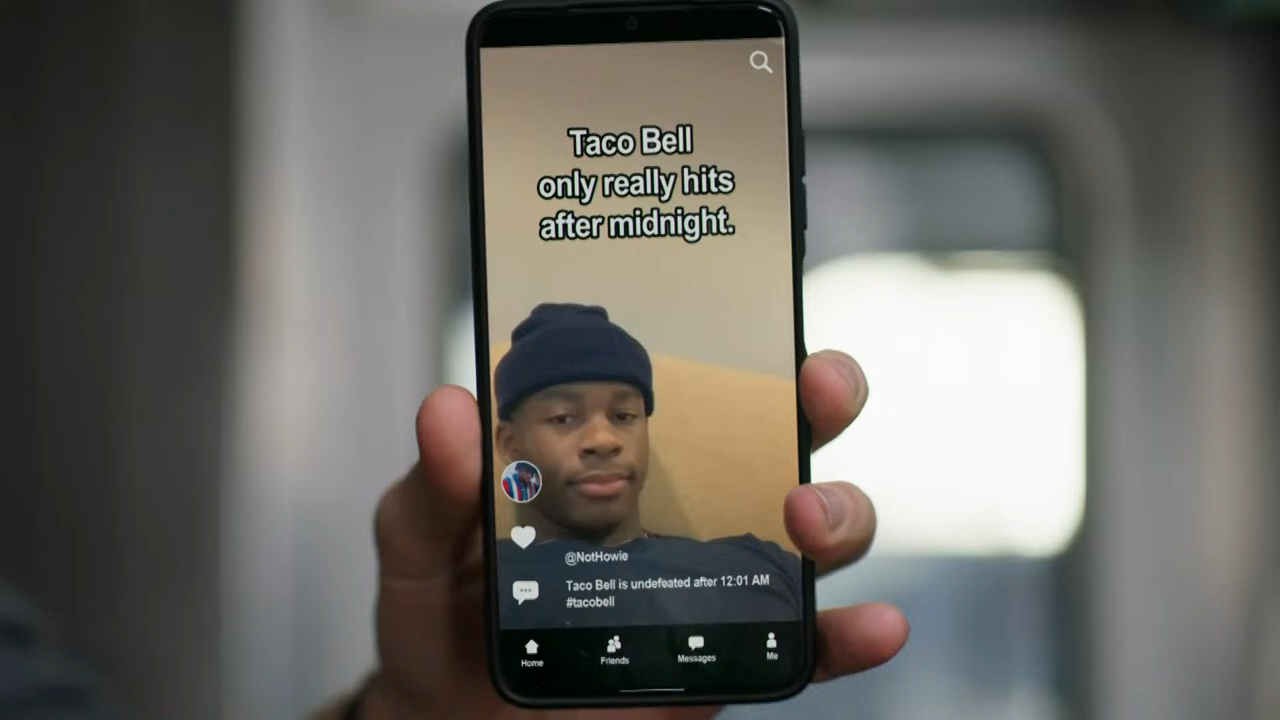 Taco Bell
only really hits
after midnight.
@NotHowie
Taco Bell is undefeated after 12:01 AM
#tacobell
Home
Friends
Messages
Me